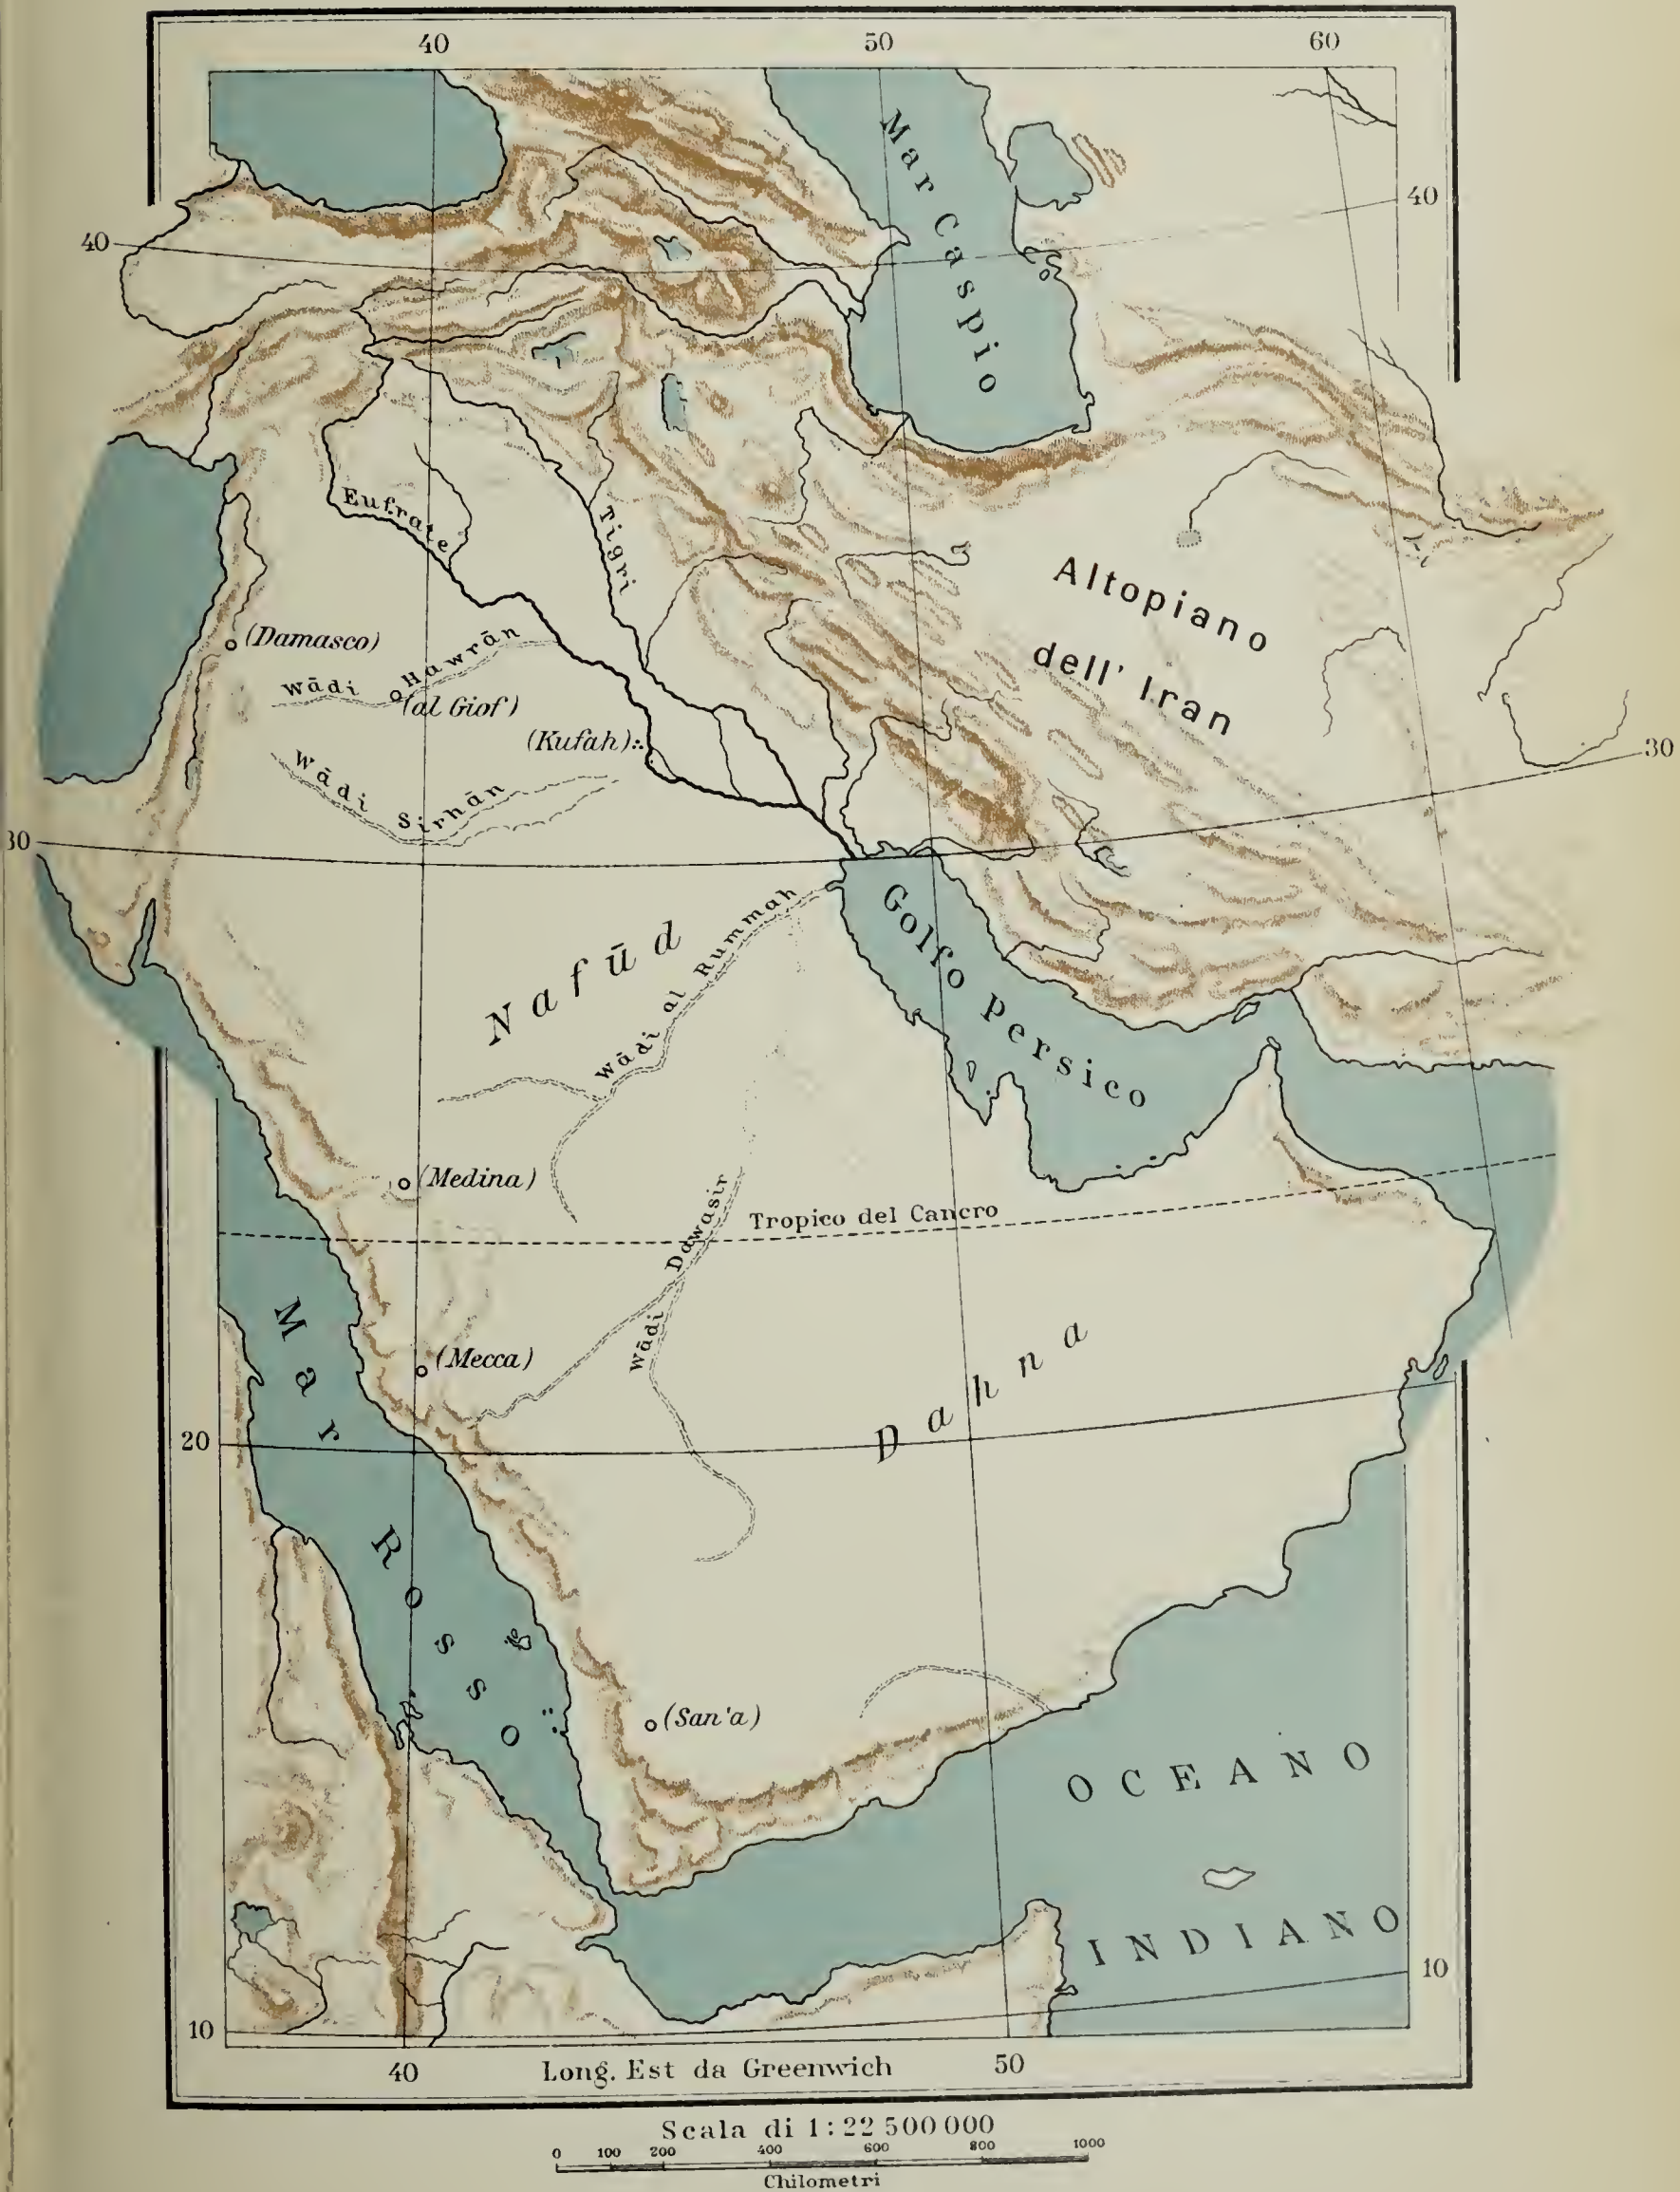 40 50 60
Mar Caspio
40
40
Eufrate
Tigri
Altopiano
dell' Iran
(Damasco)
wādi Hawrān
(al Giof)
(Kufah)
wādi Sirhān
30
30
Golfo Persico
Nafūd
wādi al Rummah
(Medina)
wādi Dawasir
Tropico del Cancro
Mar Rosso
(Mecca)
Dahna
20
(San'a)
OCEANO
INDIANO
10
10
40 Long. Est da Greenwich 50
Scala di 1:22 500 000
0 100 200 400 600 800 1000
Chilometri